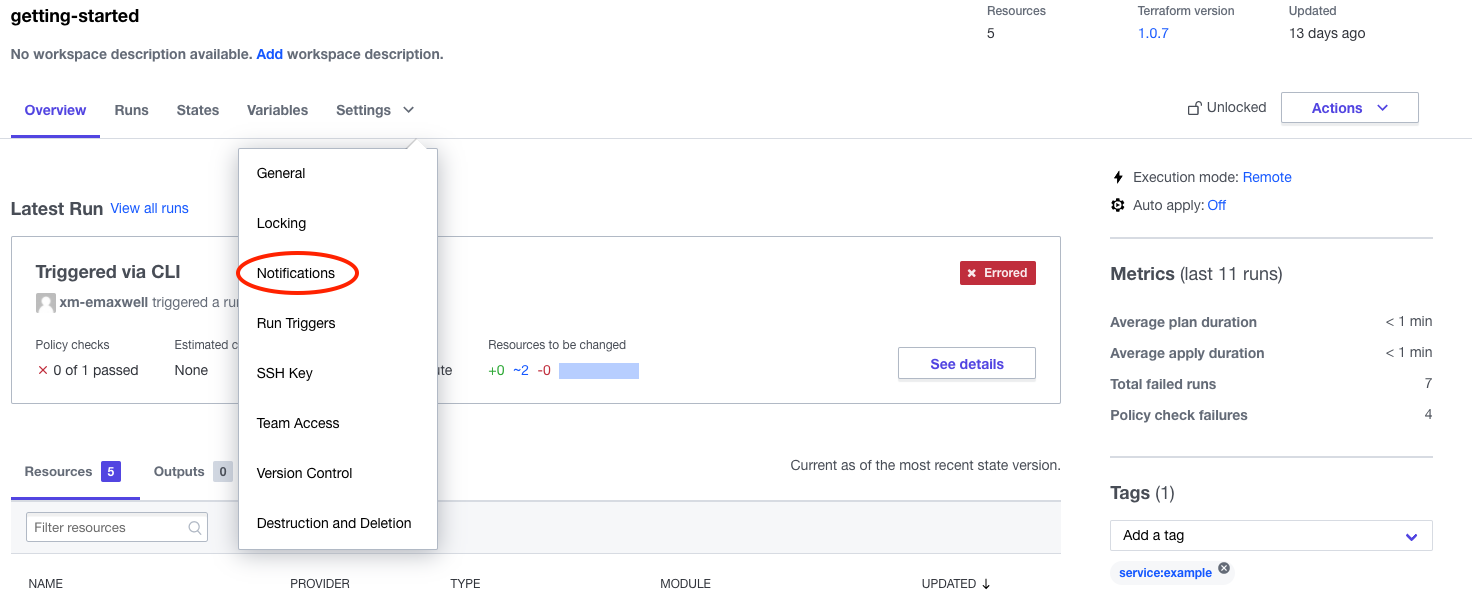 getting-started
Resources
5
Terraform version
1.0.7
Updated
13 days ago
No workspace description available. Add workspace description.
Overview Runs States Variables Settings
Unlocked
Actions
General
Locking
Notifications
Run Triggers
SSH Key
Team Access
Version Control
Destruction and Deletion
Latest Run View all runs
Triggered via CLI
Errored
xm-emaxwell triggered a
Policy checks
0 of 1 passed
Estimated
None
Resources to be changed
+0 ~2 -0
See details
Resources 5 Outputs 0
Current as of the most recent state version.
Filter resources
NAME PROVIDER TYPE MODULE UPDATED ↓
Execution mode: Remote
Auto apply: Off
Metrics (last 11 runs)
Average plan duration < 1 min
Average apply duration < 1 min
Total failed runs 7
Policy check failures 4
Tags (1)
Add a tag
service:example